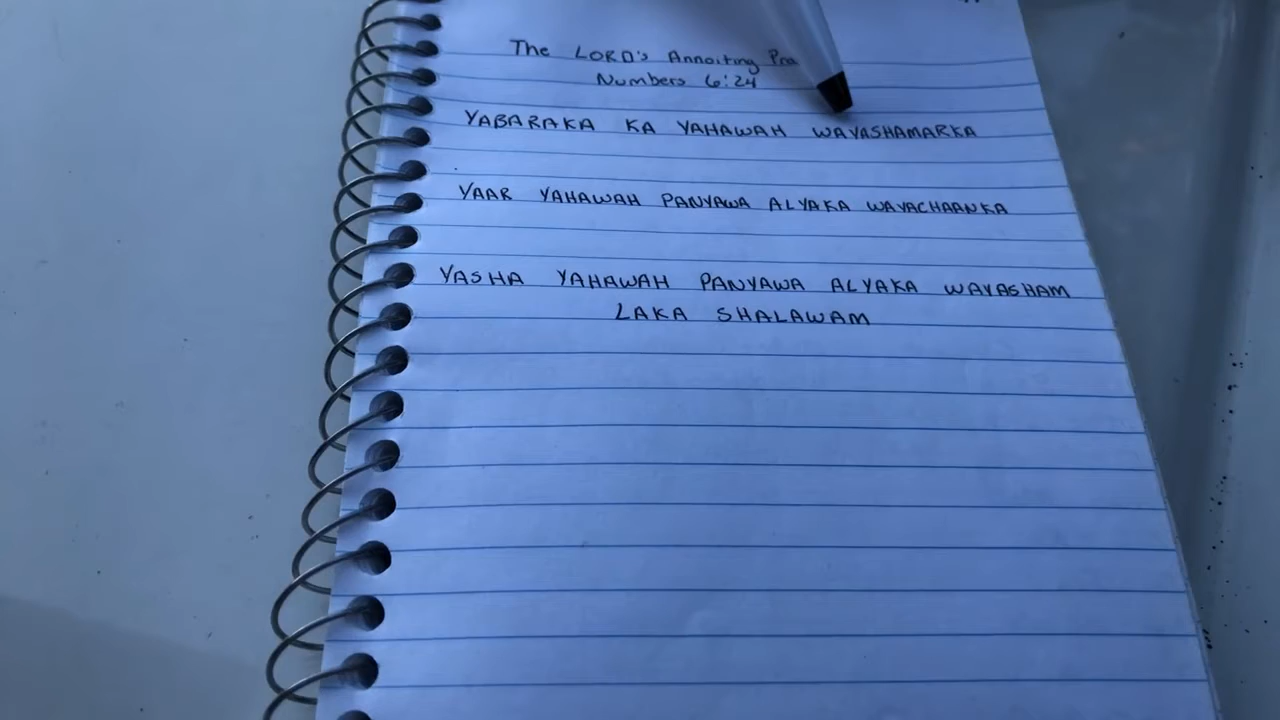 The LORD's Annoiting
Numbers 6:24
YABARAKA KA YAHAWAH WAYASHAMARKA
YAAR YAHAWAH PANYAWA ALYAKA WAYACHAANKA
YASHA YAHAWAH PANYAWA ALYAKA WAYASHAM
LAKA SHALAWAM